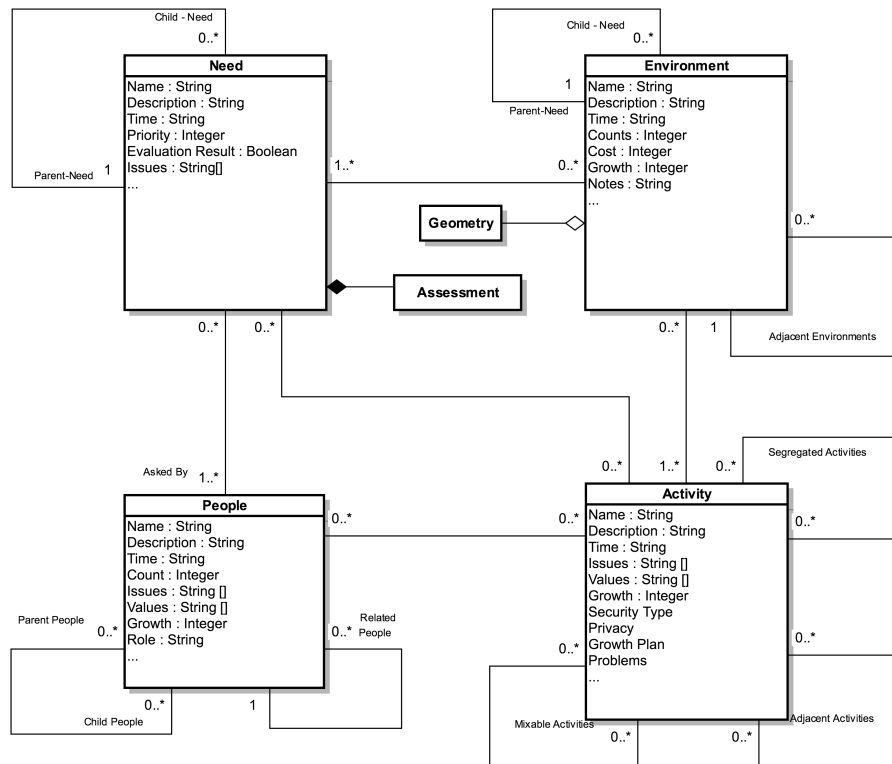 Child - Need
0..*
Need
Name : String
Description : String
Time : String
Priority : Integer
Evaluation Result : Boolean
Issues : String[]
...
Parent-Need
1
Child - Need
0..*
Environment
Name : String
Description : String
Time : String
Counts : Integer
Cost : Integer
Growth : Integer
Notes : String
...
1
Parent-Need
1..*
0..*
Geometry
Assessment
0..*
0..*
1
Adjacent Environments
0..*
0..*
Asked By
1..*
0..*
1..*
0..*
Segregated Activities
People
Name : String
Description : String
Time : String
Count : Integer
Issues : String []
Values : String []
Growth : Integer
Role : String
...
0..*
0..*
Parent People
0..*
0..*
Child People
Related
People
0..*
1
Activity
Name : String
Description : String
Time : String
Issues : String []
Values : String []
Growth : Integer
Security Type
Privacy
Growth Plan
Problems
...
0..*
0..*
0..*
Mixable Activities
0..*
0..*
Adjacent Activities